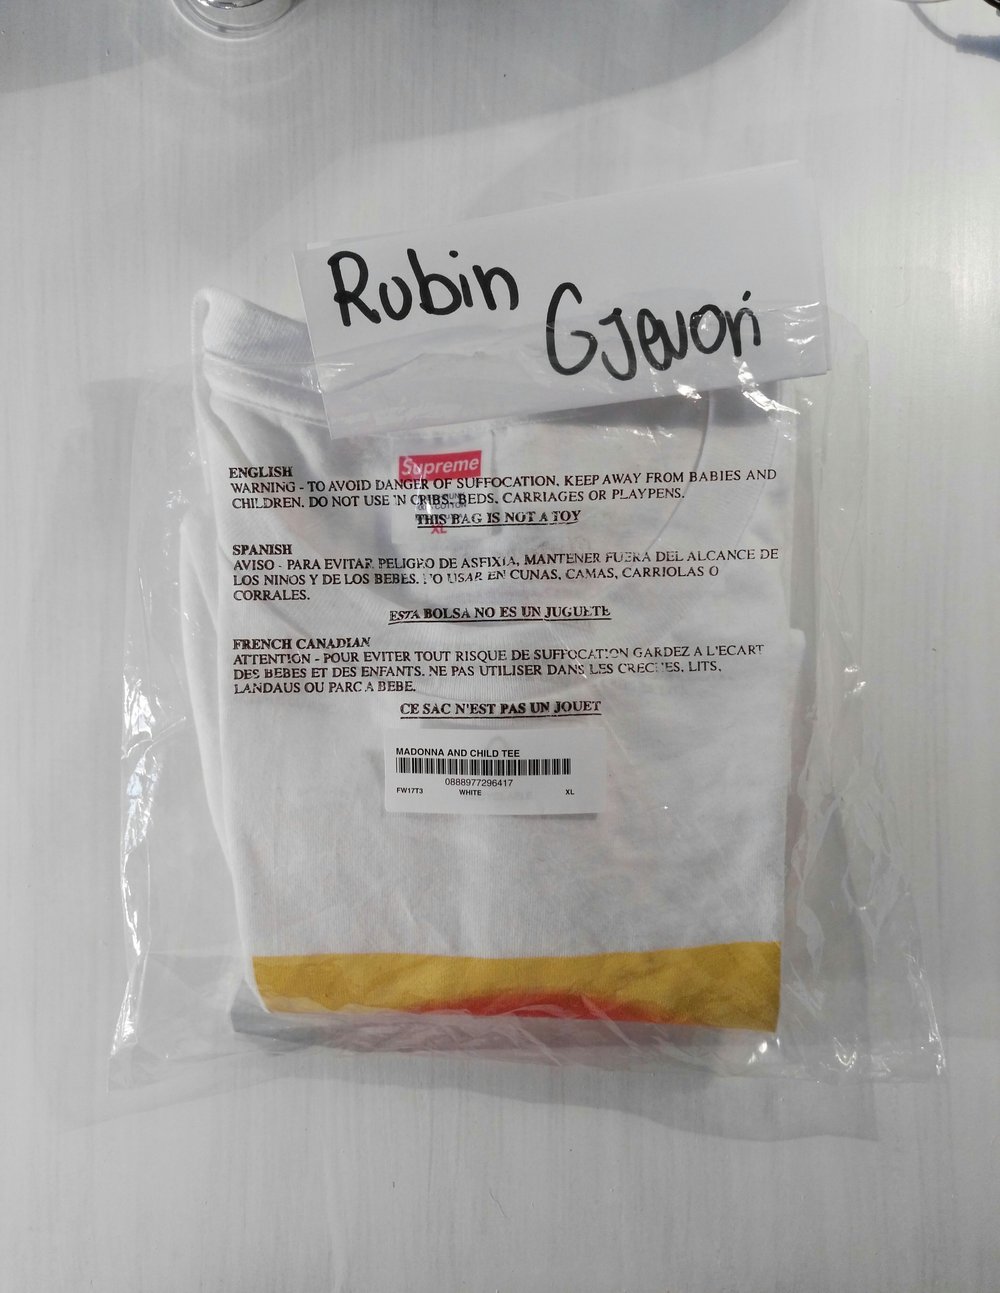 Rubin
Gjevori
Supreme
XL
ENGLISH
WARNING - TO AVOID DANGER OF SUFFOCATION, KEEP AWAY FROM BABIES AND
CHILDREN. DO NOT USE IN CRIBS, BEDS, CARRIAGES OR PLAYPENS.
THIS BAG IS NOT A TOY
SPANISH
AVISO - PARA EVITAR PELIGRO DE ASFIXIA, MANTENER FUERA DEL ALCANCE DE
LOS NINOS Y DE LOS BEBES. NO USAR EN CUNAS, CAMAS, CARRIOLAS O
CORRALES.
ESTA BOLSA NO ES UN JUGUETE
FRENCH CANADIAN
ATTENTION - POUR EVITER TOUT RISQUE DE SUFFOCATION GARDEZ A L'ECART
DES BEBES ET DES ENFANTS. NE PAS UTILISER DANS LES CRECHES, LITS,
LANDAUS OU PARC A BEBE.
CE SAC N'EST PAS UN JOUET
MADONNA AND CHILD TEE
0888977296417
FW17T3 WHITE XL